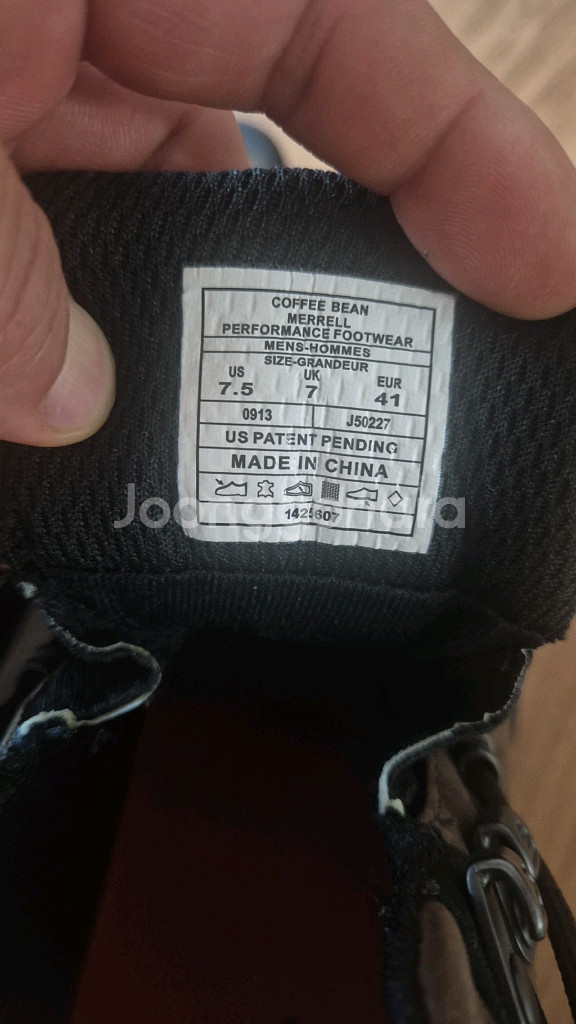 COFFEE BEAN
MERRELL
PERFORMANCE FOOTWEAR
MENS-HOMMES
SIZE-GRANDEUR
US UK EUR
7.5 7 41
0913 J50227
US PATENT PENDING
MADE IN CHINA
1425607